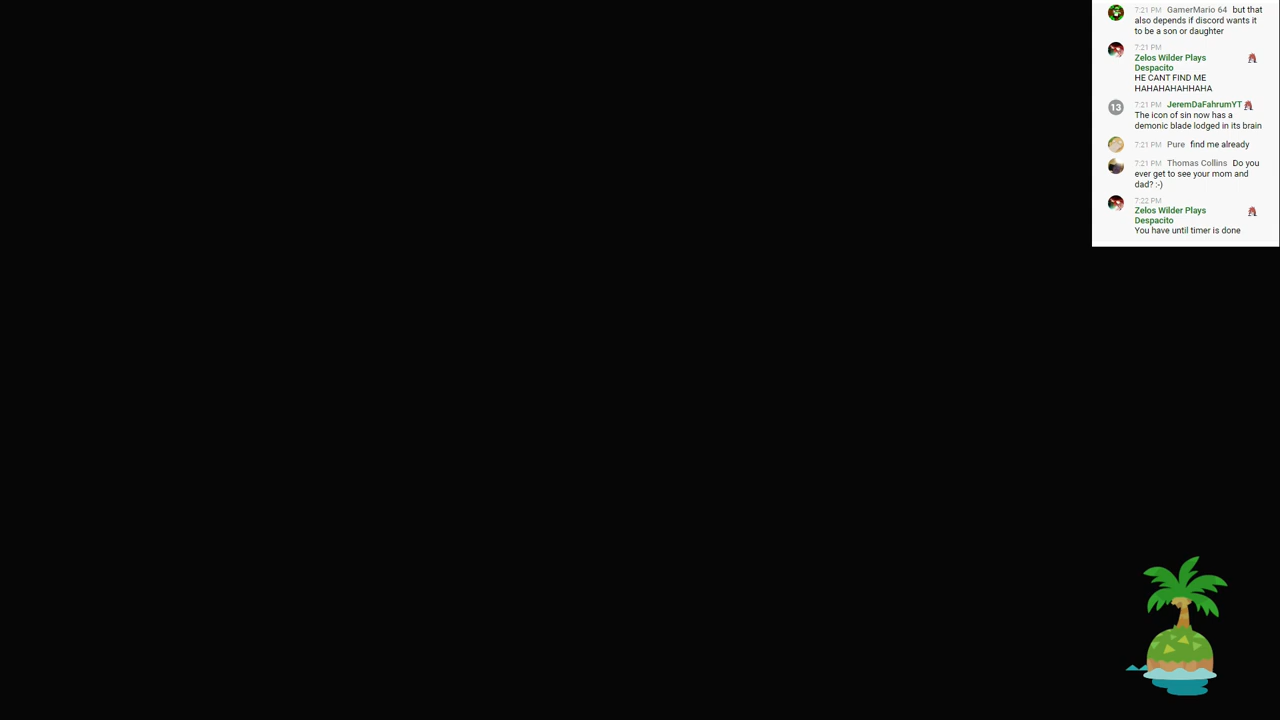 7:21 PM GamerMario 64 but that
also depends if discord wants it
to be a son or daughter
7:21 PM
Zelos Wilder Plays
Despacito
HE CANT FIND ME
HAHAHAHAHHAHA
13 7:21 PM JeremDaFahrumYT
The icon of sin now has a
demonic blade lodged in its brain
7:21 PM Pure find me already
7:21 PM Thomas Collins Do you
ever get to see your mom and
dad? :-)
7:22 PM
Zelos Wilder Plays
Despacito
You have until timer is done